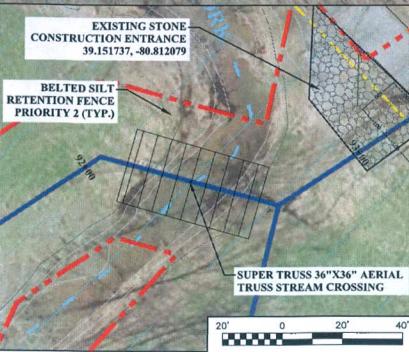 EXISTING STONE
CONSTRUCTION ENTRANCE
39.151737, -80.812079
BELTED SILT
RETENTION FENCE
PRIORITY 2 (TYP.)
SUPER TRUSS 36"X36" AERIAL
TRUSS STREAM CROSSING
20' 0 20' 40'